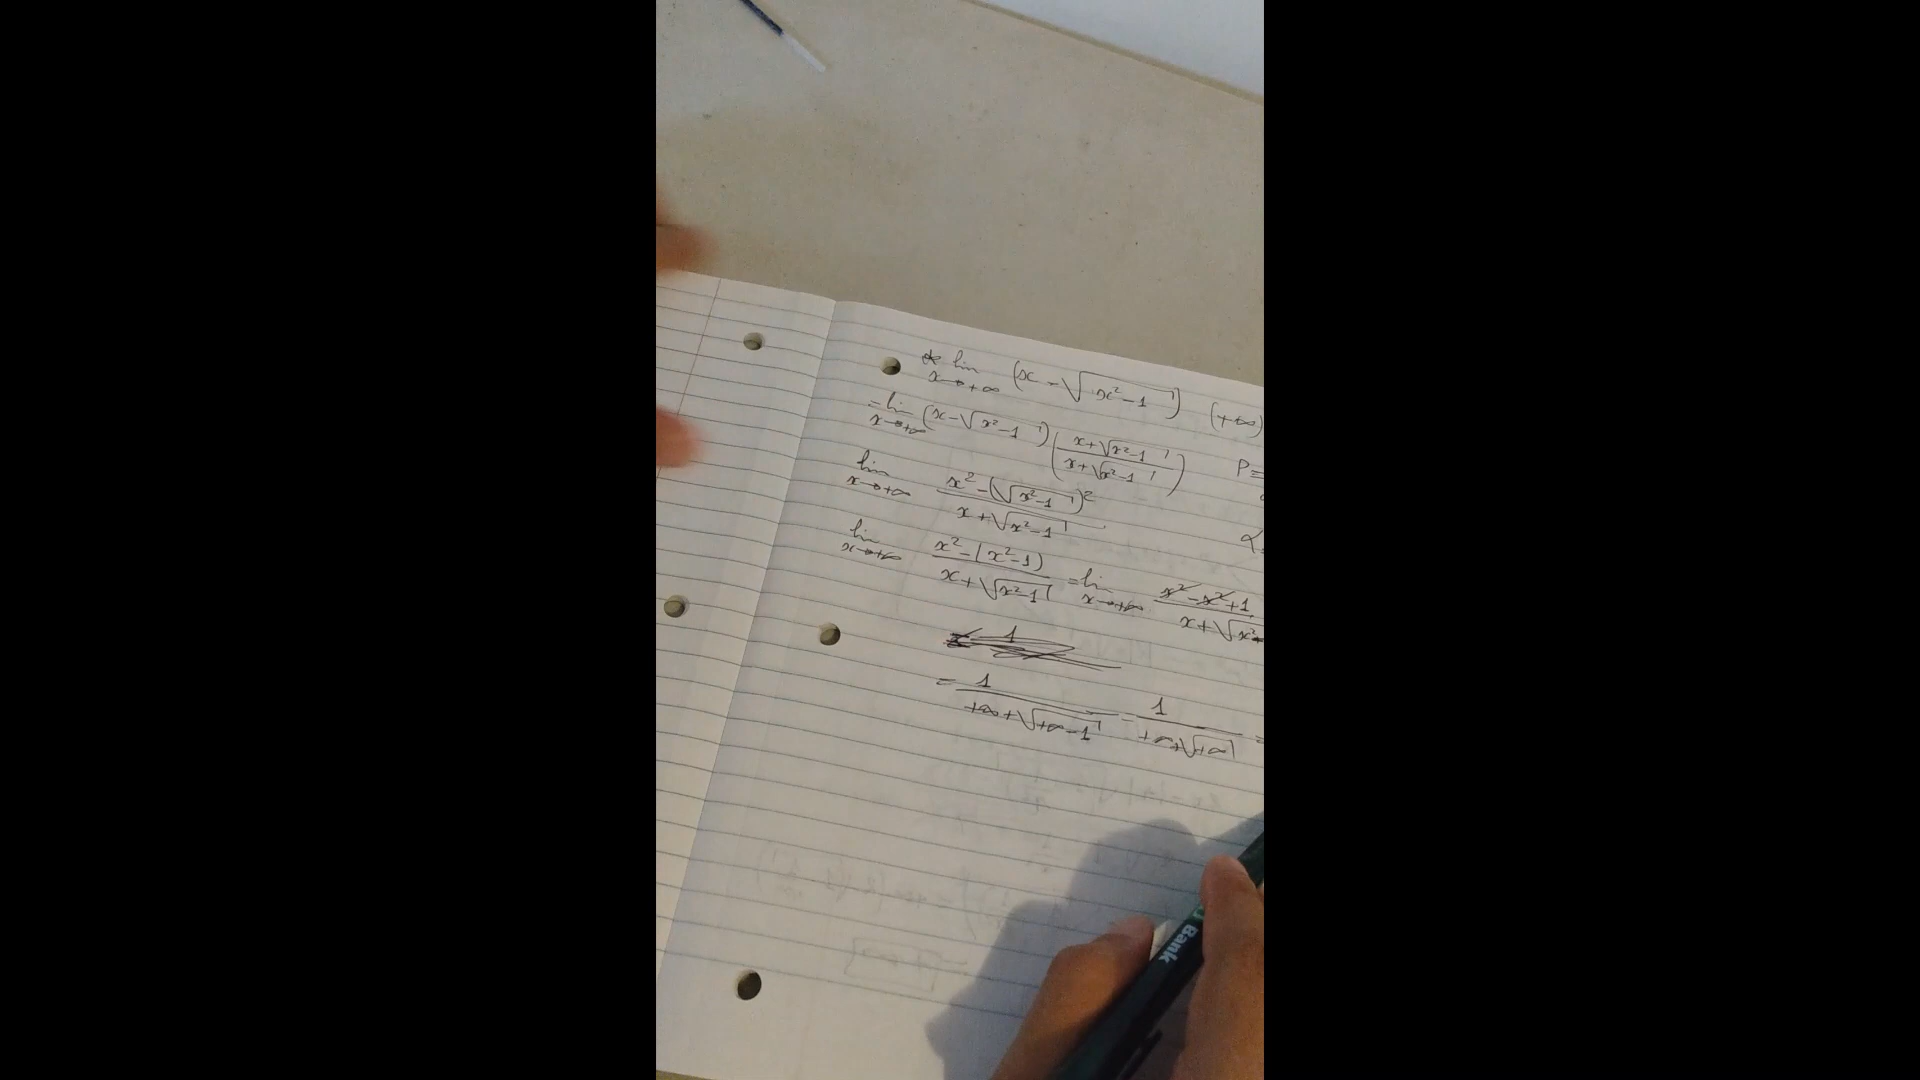 * lim x→+∞ (x - √(x²-1)) (+∞)
= lim x→+∞ (x - √(x²-1)) ((x+√(x²-1))/(x+√(x²-1))) P=
lim x→+∞ (x² - (√(x²-1))²)/(x+√(x²-1))
lim x→+∞ (x² - (x²-1))/(x+√(x²-1)) = lim x→+∞ (x² - x² + 1)/(x+√x²
= 1/(+∞+√(+∞-1)) = 1/(+∞+√(+∞)) =
Bank